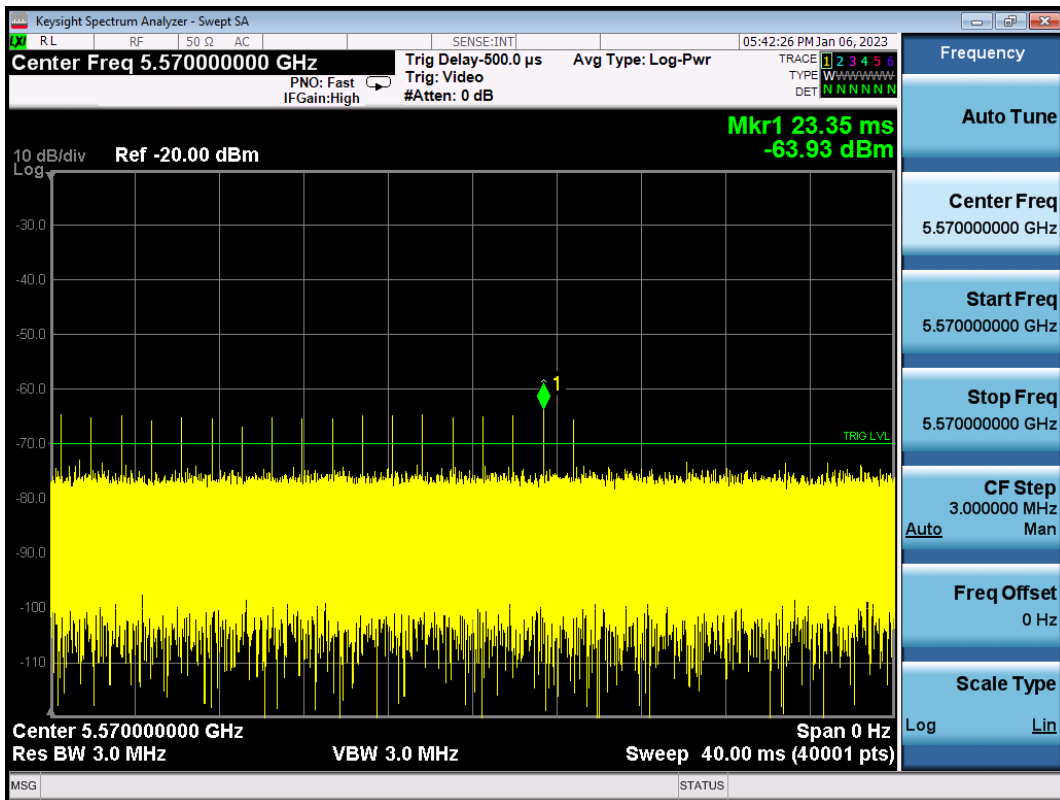 Keysight Spectrum Analyzer - Swept SA
LXI RL RF 50 Ω AC SENSE:INT 05:42:26 PM Jan 06, 2023
Center Freq 5.570000000 GHz
PNO: Fast
IFGain:High
Trig Delay-500.0 µs
Trig: Video
#Atten: 0 dB
Avg Type: Log-Pwr
TRACE 1 2 3 4 5 6
TYPE WWWWWW
DET N N N N N N
Mkr1 23.35 ms
-63.93 dBm
10 dB/div Ref -20.00 dBm
Log
-30.0
-40.0
-50.0
-60.0
1
-70.0
TRIG LVL
-80.0
-90.0
-100
-110
Center 5.570000000 GHz Span 0 Hz
Res BW 3.0 MHz VBW 3.0 MHz Sweep 40.00 ms (40001 pts)
MSG STATUS
Frequency
Auto Tune
Center Freq
5.570000000 GHz
Start Freq
5.570000000 GHz
Stop Freq
5.570000000 GHz
CF Step
3.000000 MHz
Auto Man
Freq Offset
0 Hz
Scale Type
Log Lin